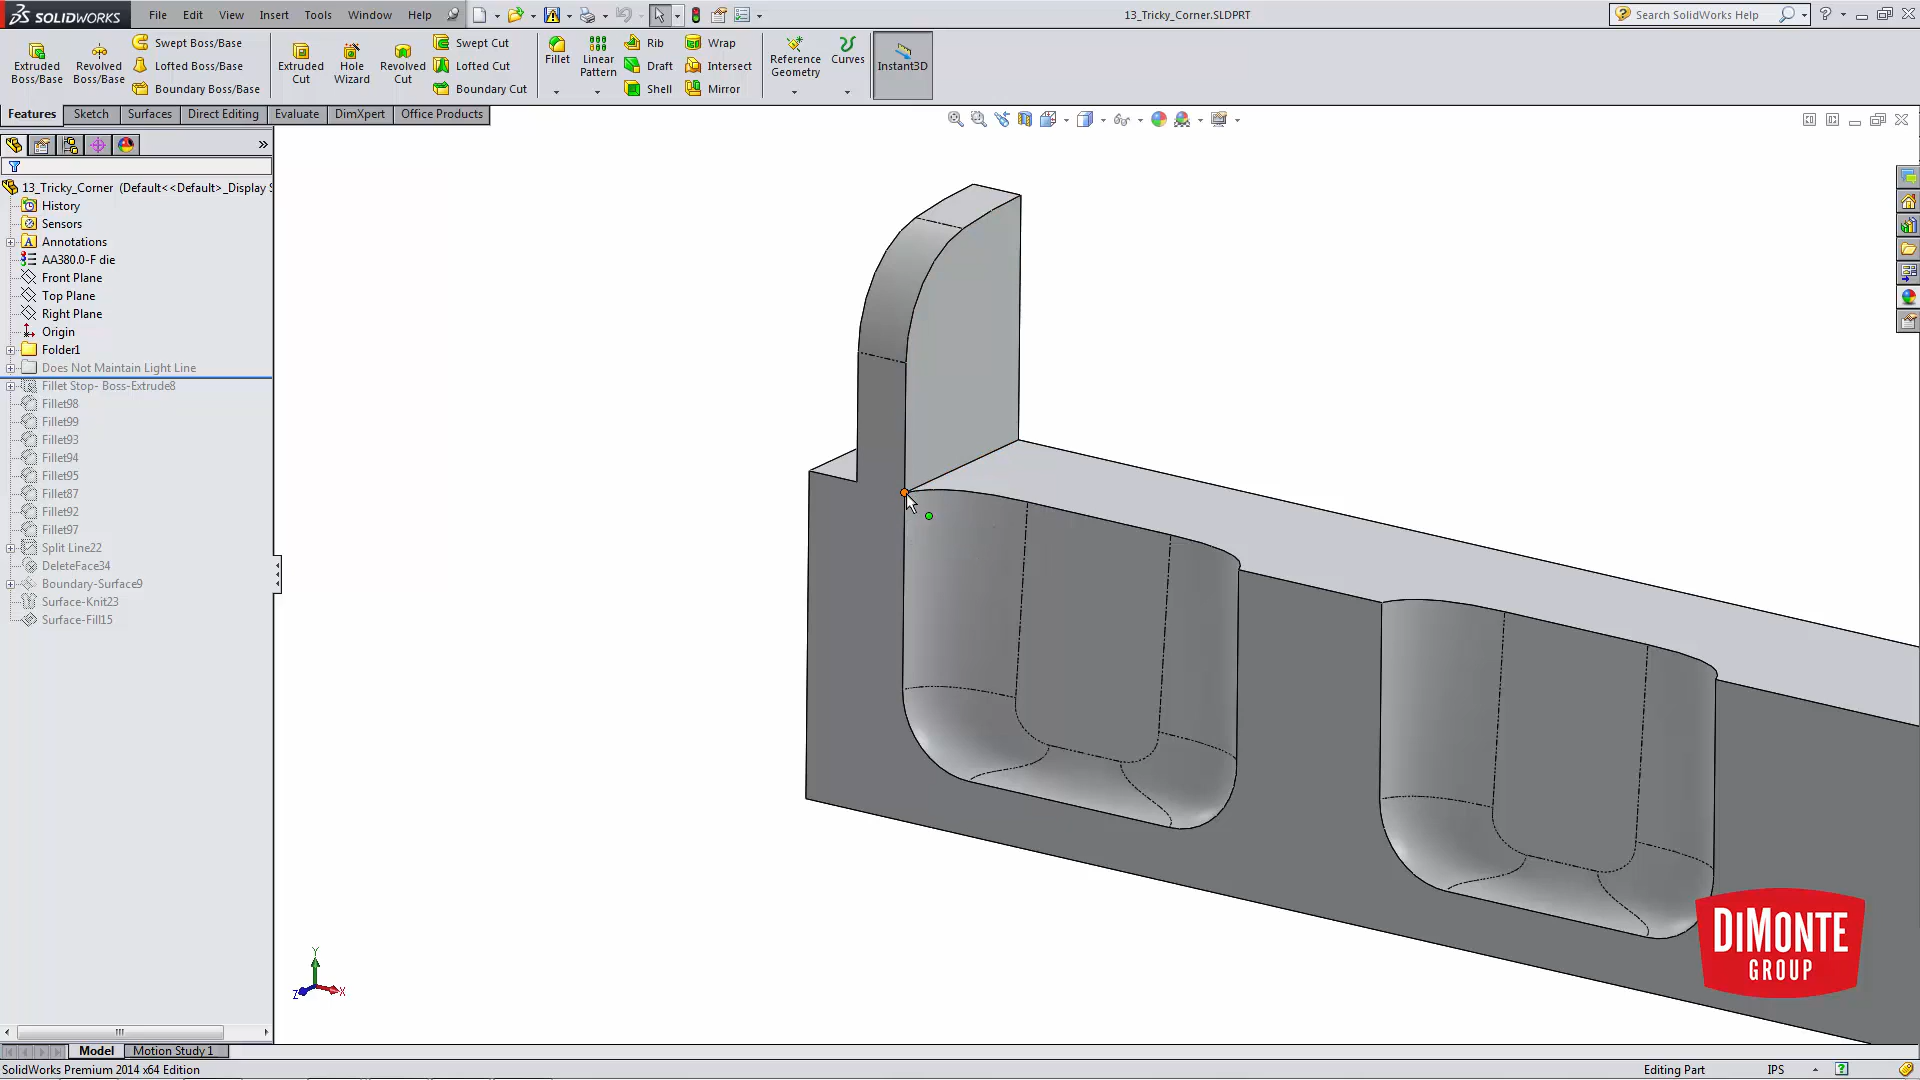 SOLIDWORKS
File Edit View Insert Tools Window Help
13_Tricky_Corner.SLDPRT
Search SolidWorks Help
Extruded Boss/Base
Revolved Boss/Base
Swept Boss/Base
Lofted Boss/Base
Boundary Boss/Base
Extruded Cut
Hole Wizard
Revolved Cut
Swept Cut
Lofted Cut
Boundary Cut
Fillet
Linear Pattern
Rib
Draft
Shell
Wrap
Intersect
Mirror
Reference Geometry
Curves
Instant3D
Features Sketch Surfaces Direct Editing Evaluate DimXpert Office Products
13_Tricky_Corner (Default<<Default>_Display S
History
Sensors
Annotations
AA380.0-F die
Front Plane
Top Plane
Right Plane
Origin
Folder1
Does Not Maintain Light Line
Fillet Stop- Boss-Extrude8
Fillet98
Fillet99
Fillet93
Fillet94
Fillet95
Fillet87
Fillet92
Fillet97
Split Line22
DeleteFace34
Boundary-Surface9
Surface-Knit23
Surface-Fill15
Y
Z
X
DIMONTE
GROUP
Model Motion Study 1
SolidWorks Premium 2014 x64 Edition
Editing Part
IPS